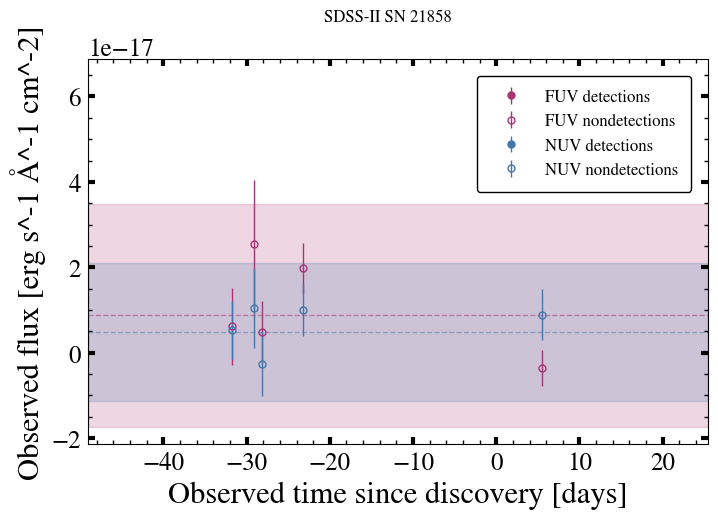 SDSS-II SN 21858
1e−17
Observed flux [erg s^-1 Å^-1 cm^-2]
6
4
2
0
−2
FUV detections
FUV nondetections
NUV detections
NUV nondetections
−40 −30 −20 −10 0 10 20
Observed time since discovery [days]